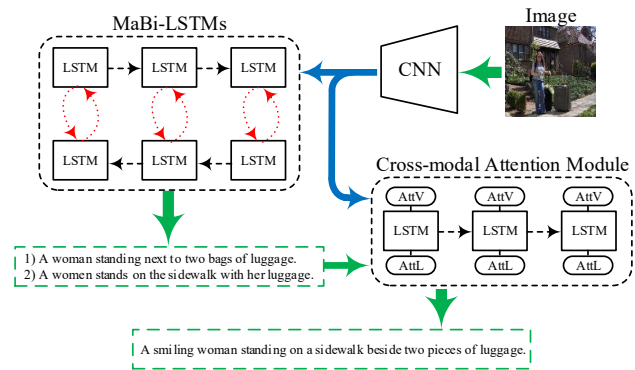 MaBi-LSTMs
Image
CNN
LSTM
LSTM
LSTM
LSTM
LSTM
LSTM
Cross-modal Attention Module
AttV
AttV
AttV
LSTM
LSTM
LSTM
AttL
AttL
AttL
1) A woman standing next to two bags of luggage.
2) A women stands on the sidewalk with her luggage.
A smiling woman standing on a sidewalk beside two pieces of luggage.